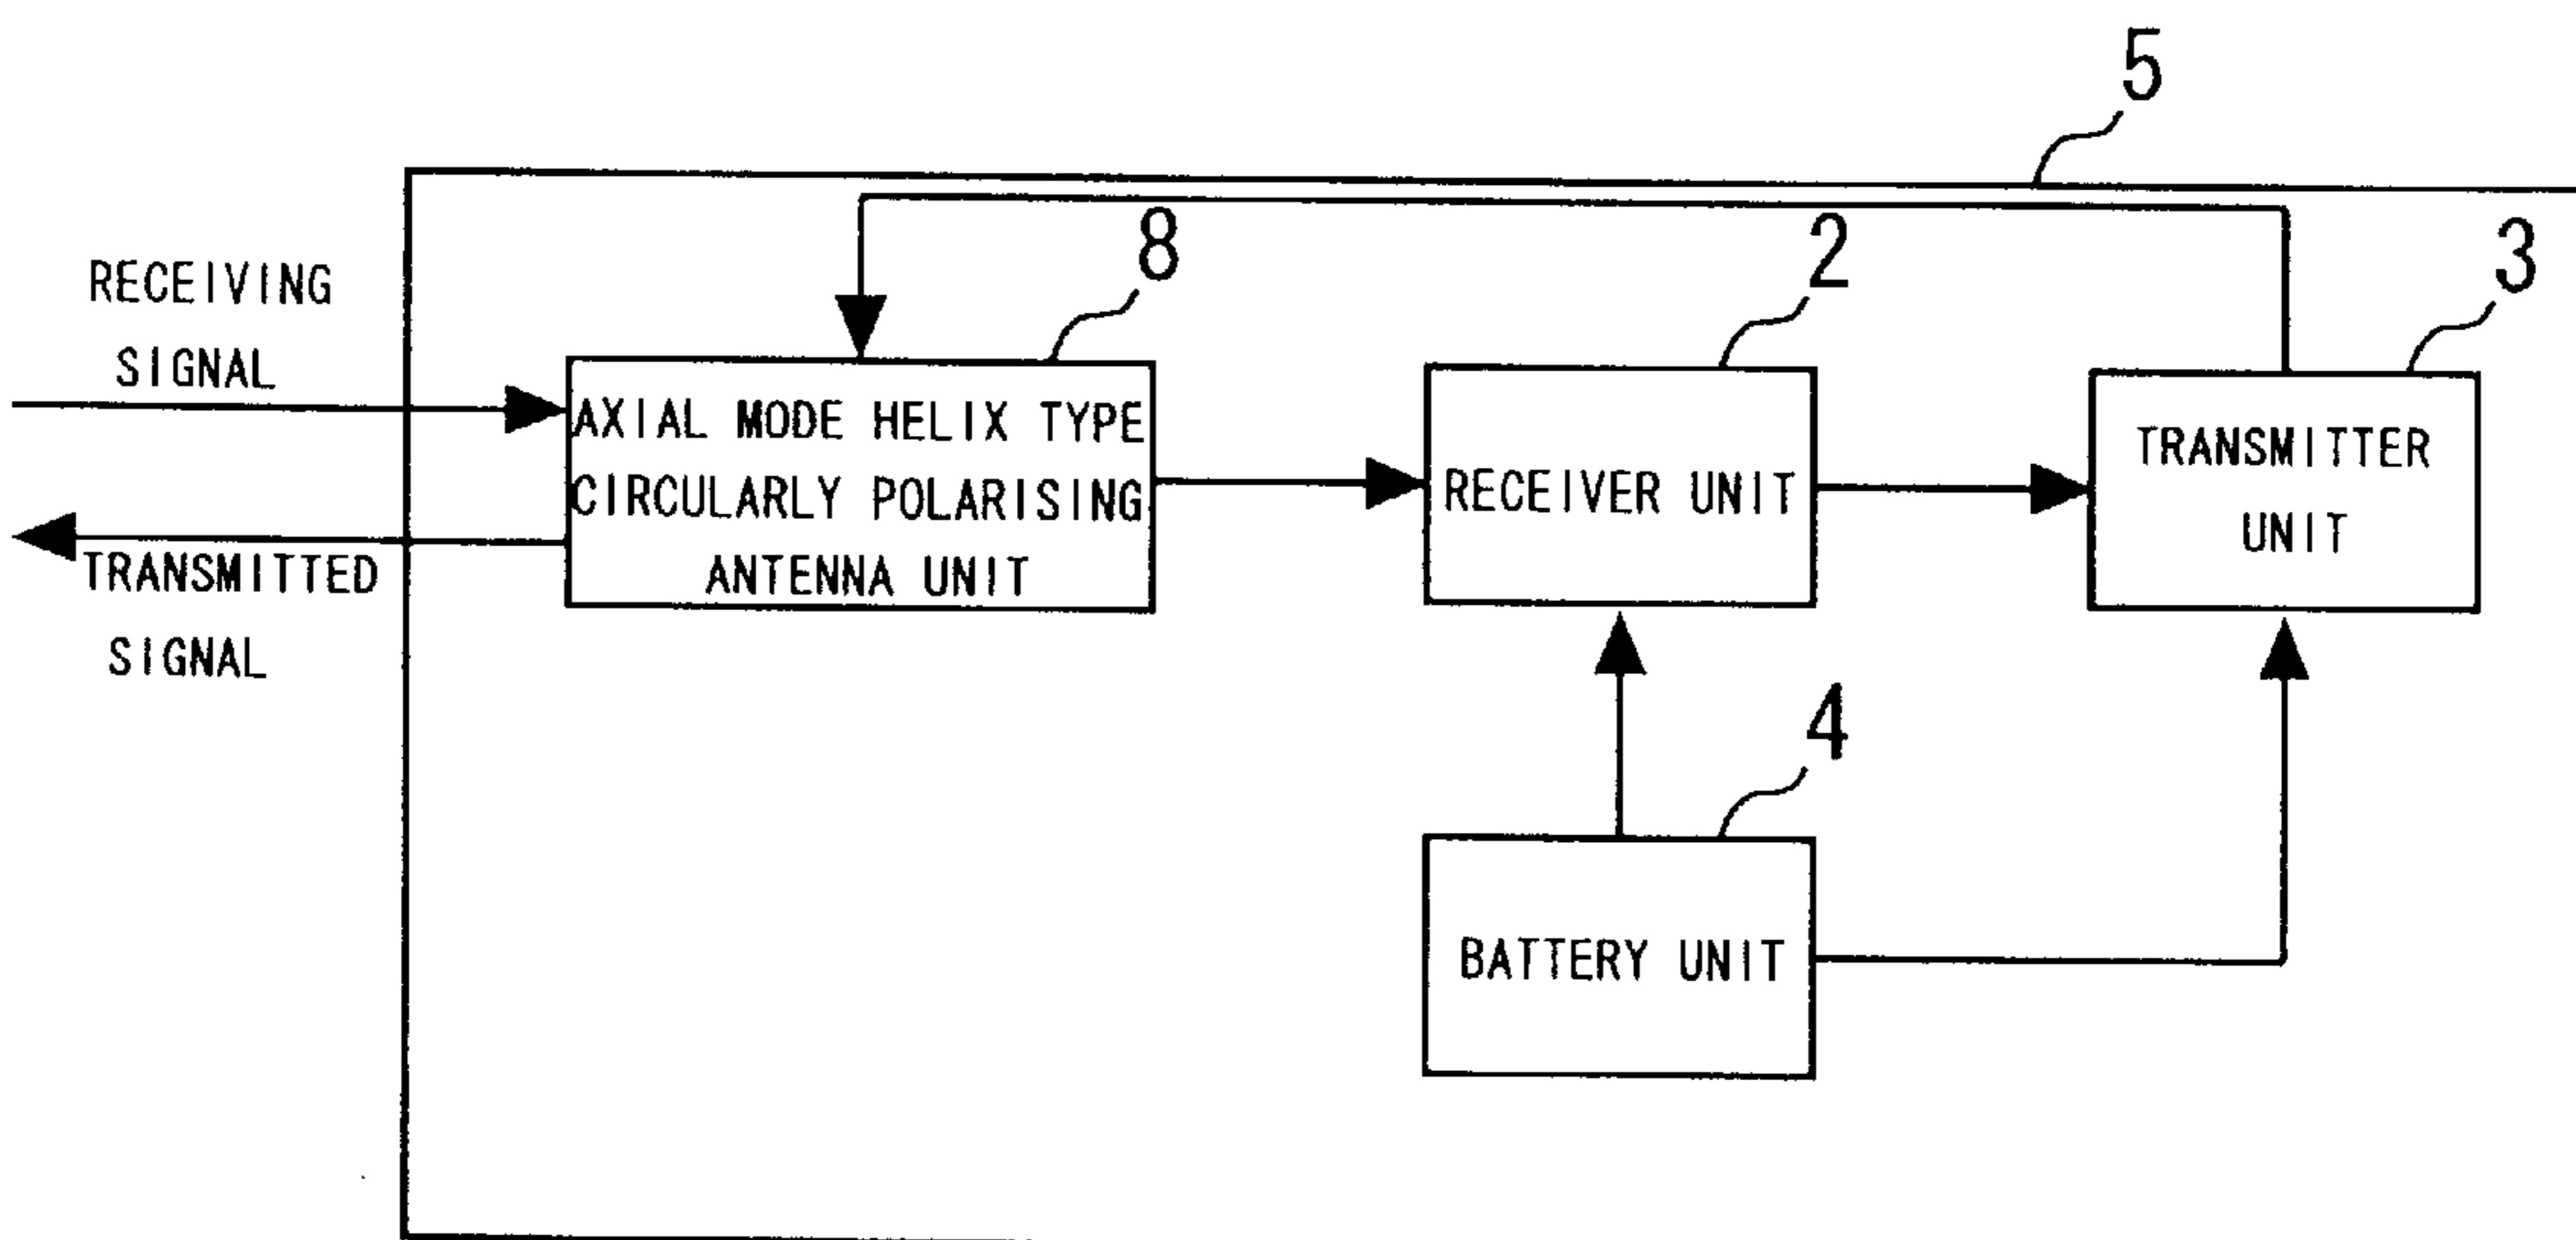 5
8
2
3
RECEIVING
SIGNAL
AXIAL MODE HELIX TYPE
CIRCULARLY POLARISING
ANTENNA UNIT
RECEIVER UNIT
TRANSMITTER
UNIT
TRANSMITTED
SIGNAL
4
BATTERY UNIT